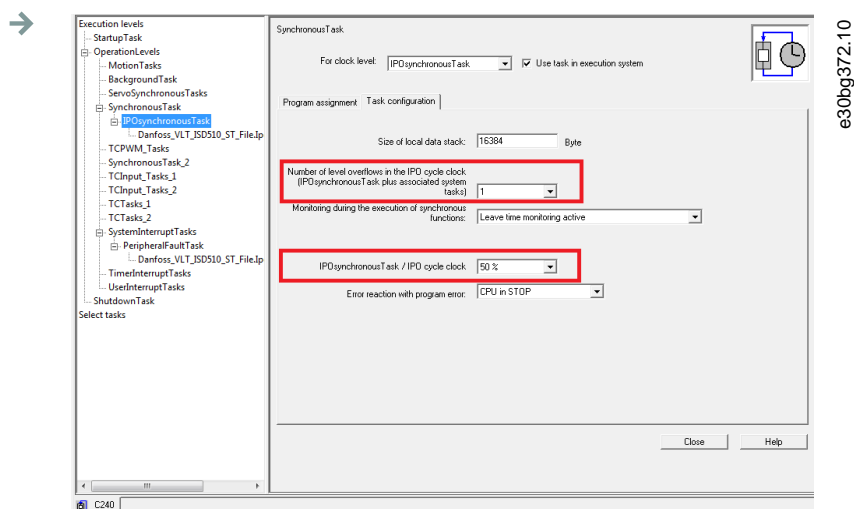 Execution levels
StartupTask
OperationLevels
MotionTasks
BackgroundTask
ServoSynchronousTasks
SynchronousTask
IPOsynchronousTask
Danfoss_VLT_ISD510_ST_File.Ip
TCPWM_Tasks
SynchronousTask_2
TCInput_Tasks_1
TCInput_Tasks_2
TCTasks_1
TCTasks_2
SystemInterruptTasks
PeripheralFaultTask
Danfoss_VLT_ISD510_ST_File.Ip
TimerInterruptTasks
UserInterruptTasks
ShutdownTask
Select tasks
SynchronousTask
For clock level: IPOsynchronousTask Use task in execution system
Program assignment Task configuration
Size of local data stack: 16384 Byte
Number of level overflows in the IPO cycle clock
(IPOsynchronousTask plus associated system
tasks) 1
Monitoring during the execution of synchronous
functions: Leave time monitoring active
IPOsynchronousTask / IPO cycle clock 50 %
Error reaction with program error: CPU in STOP
Close Help
C240
e30bg372.10